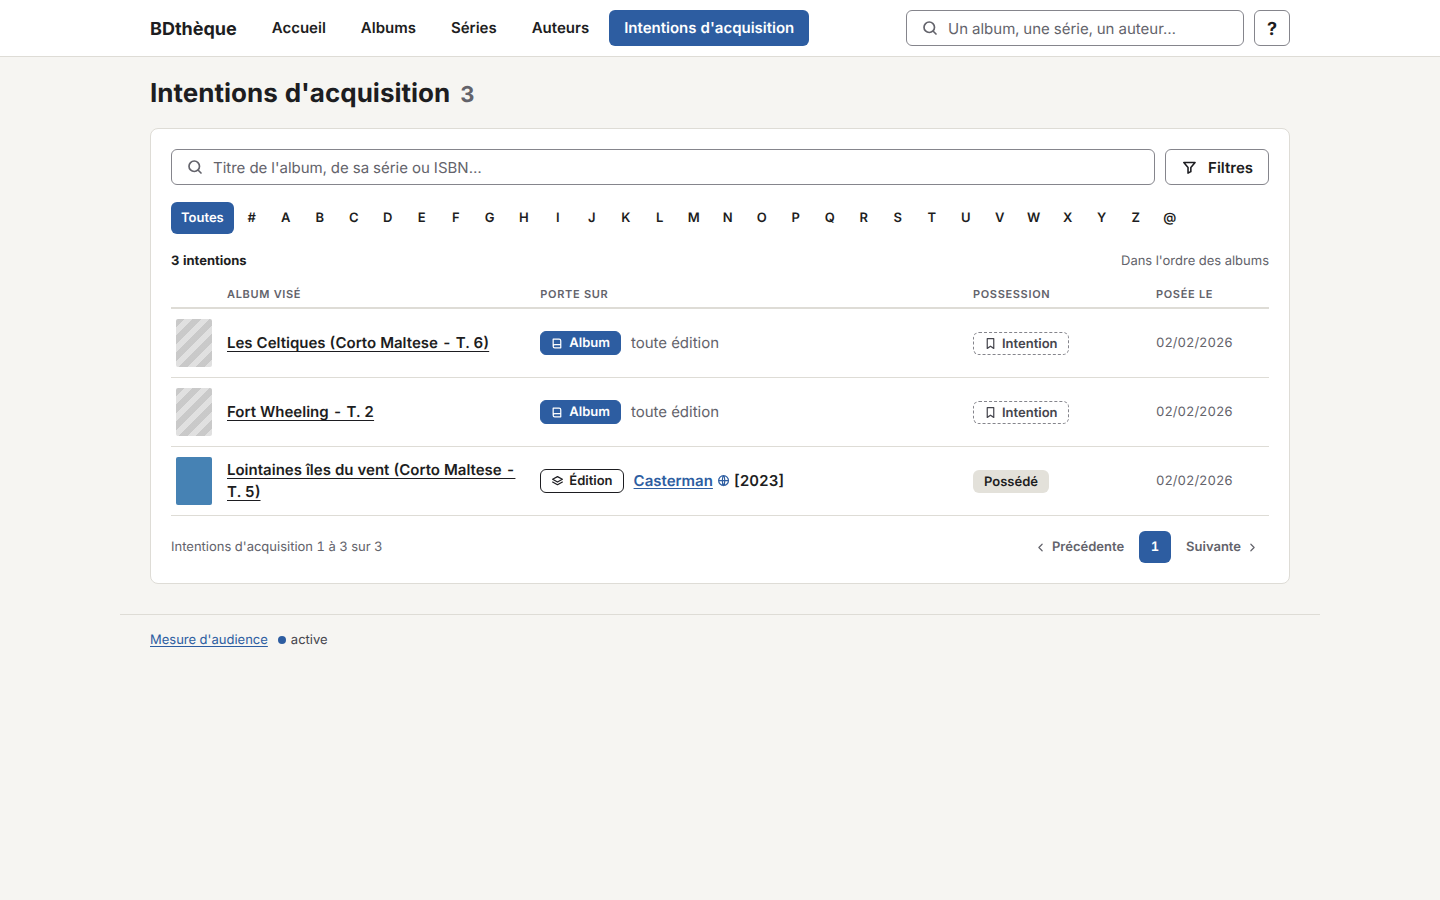 BDthèque Accueil Albums Séries Auteurs Intentions d'acquisition Un album, une série, un auteur... ?
Intentions d'acquisition 3
Titre de l'album, de sa série ou ISBN... Filtres
Toutes # A B C D E F G H I J K L M N O P Q R S T U V W X Y Z @
3 intentions Dans l'ordre des albums
ALBUM VISÉ PORTE SUR POSSESSION POSÉE LE
Les Celtiques (Corto Maltese - T. 6) Album toute édition Intention 02/02/2026
Fort Wheeling - T. 2 Album toute édition Intention 02/02/2026
Lointaines îles du vent (Corto Maltese -
T. 5) Édition Casterman [2023] Possédé 02/02/2026
Intentions d'acquisition 1 à 3 sur 3 Précédente 1 Suivante
Mesure d'audience active